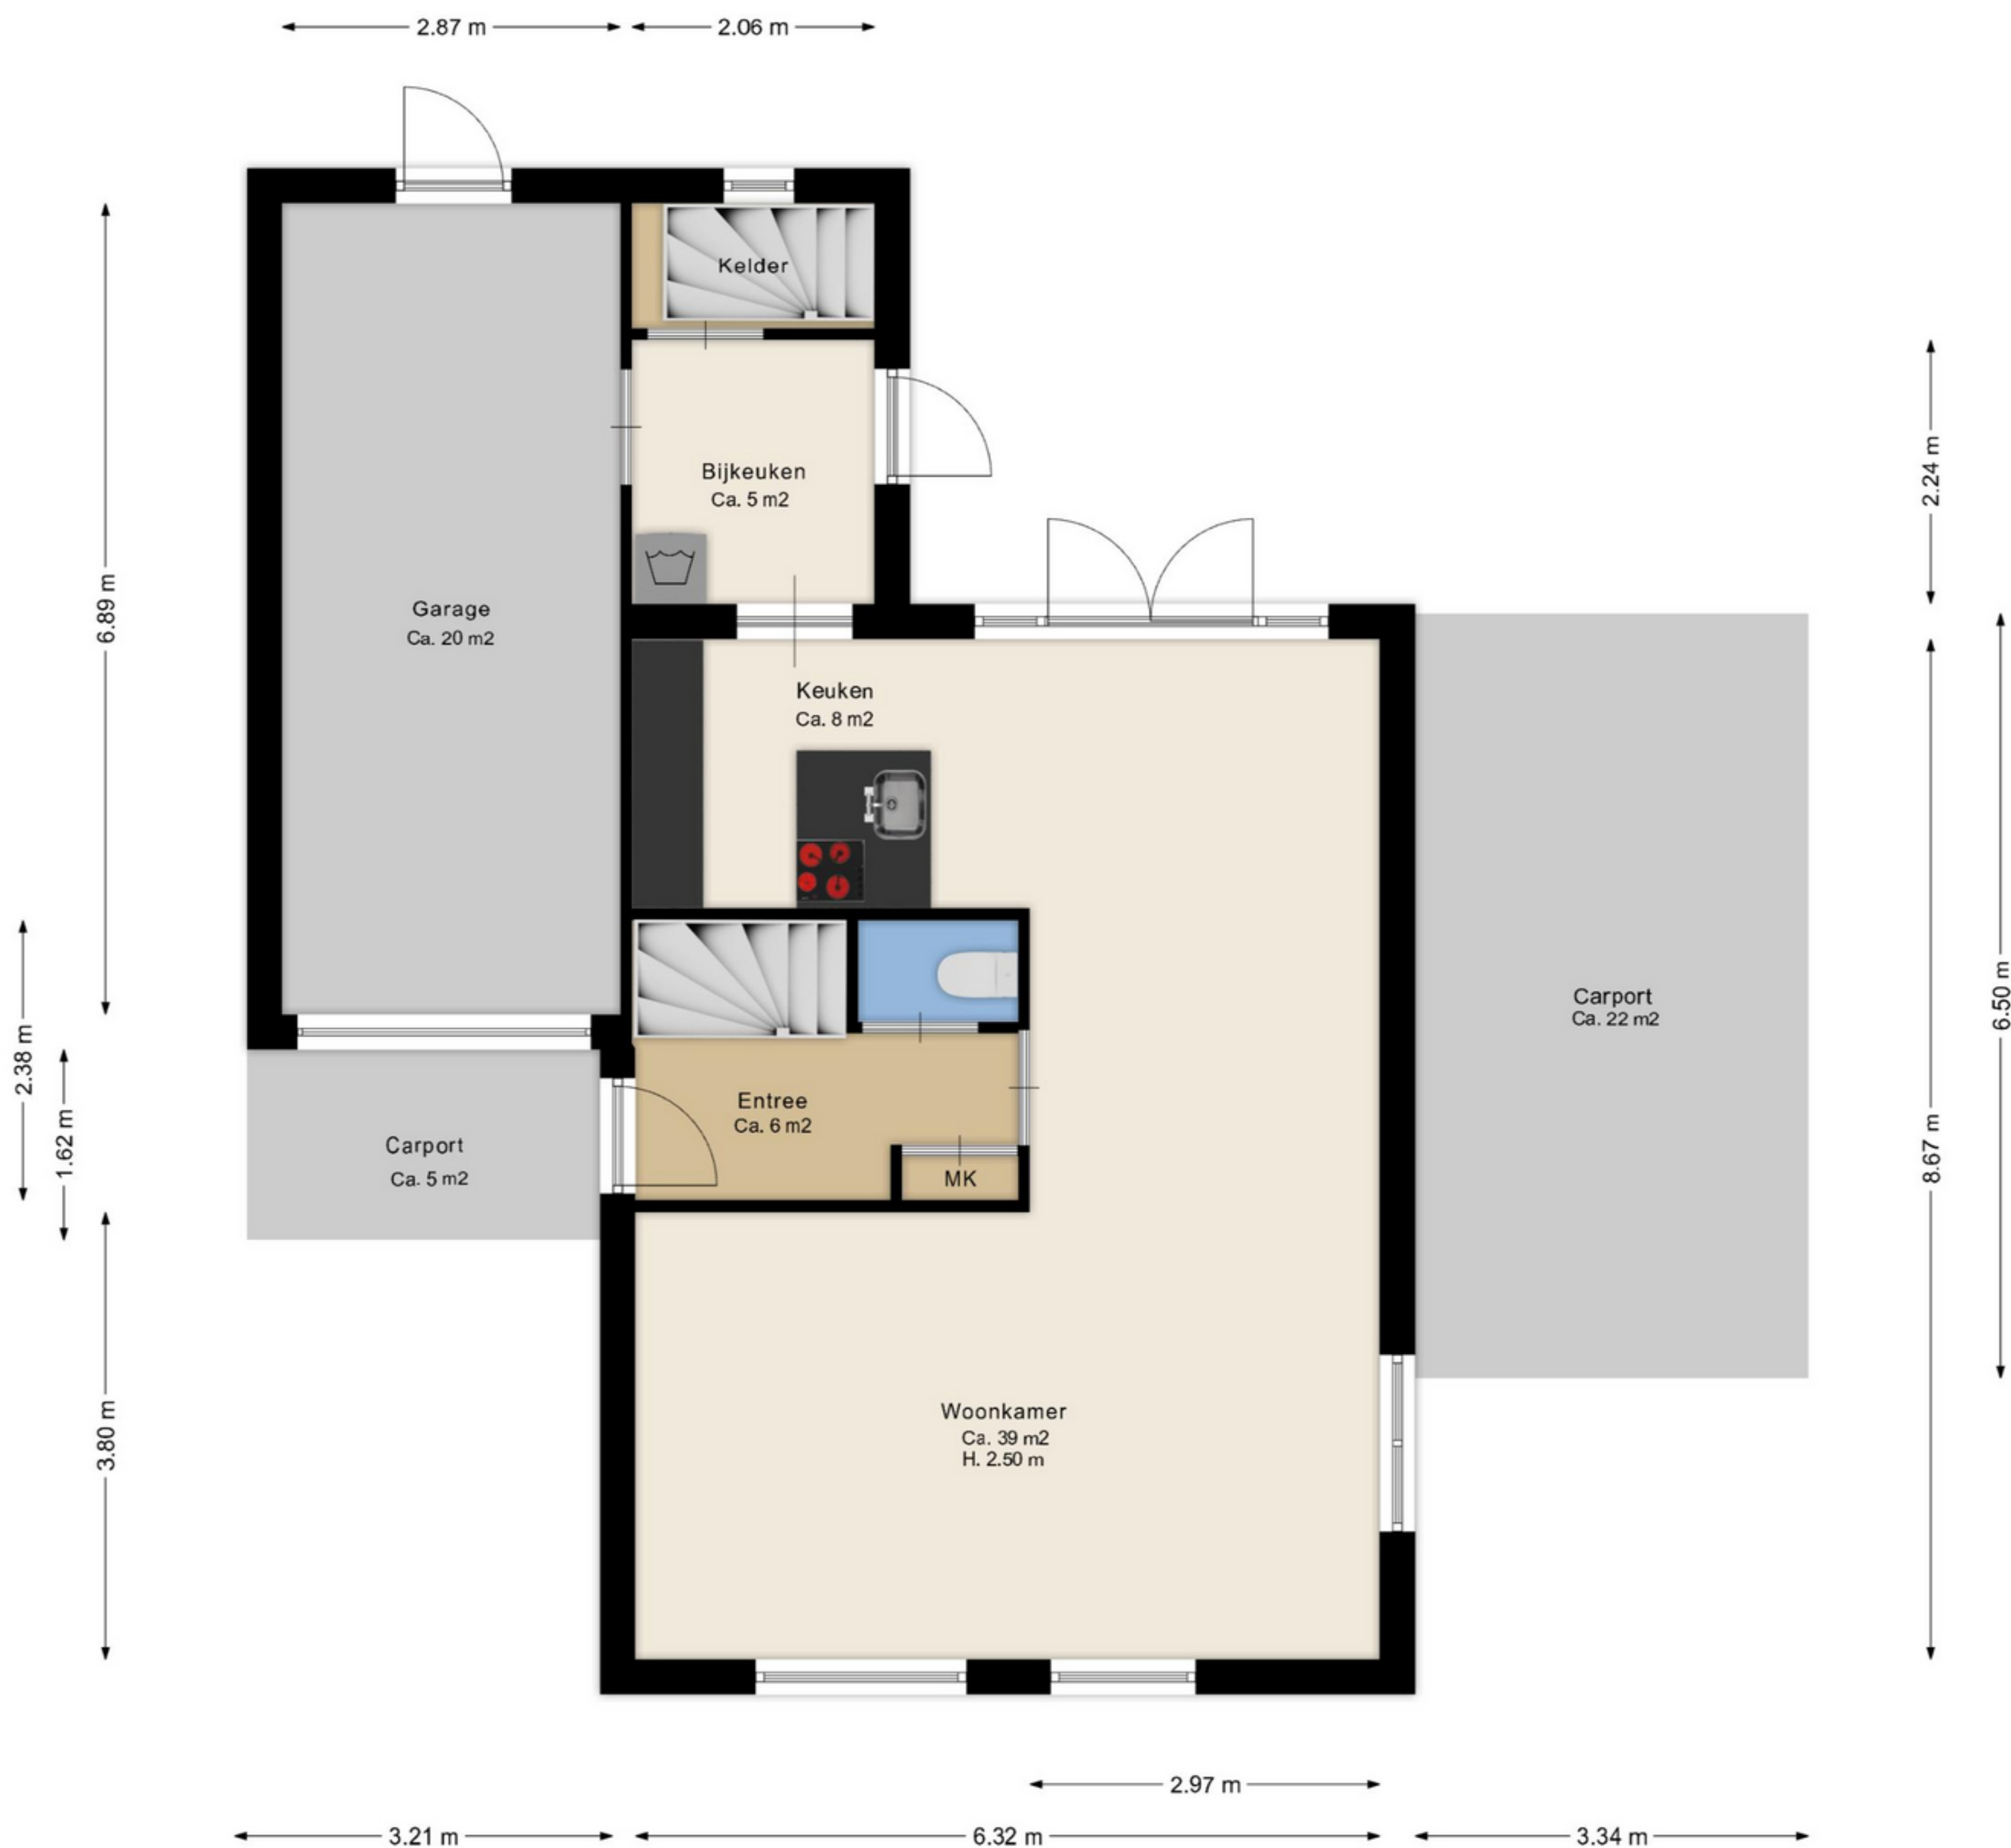 2.87 m
2.06 m
Kelder
Bijkeuken
Ca. 5 m2
2.24 m
6.89 m
Garage
Ca. 20 m2
Keuken
Ca. 8 m2
Carport
Ca. 22 m2
6.50 m
2.38 m
1.62 m
Entree
Ca. 6 m2
Carport
Ca. 5 m2
MK
8.67 m
3.80 m
Woonkamer
Ca. 39 m2
H. 2.50 m
2.97 m
3.21 m
6.32 m
3.34 m